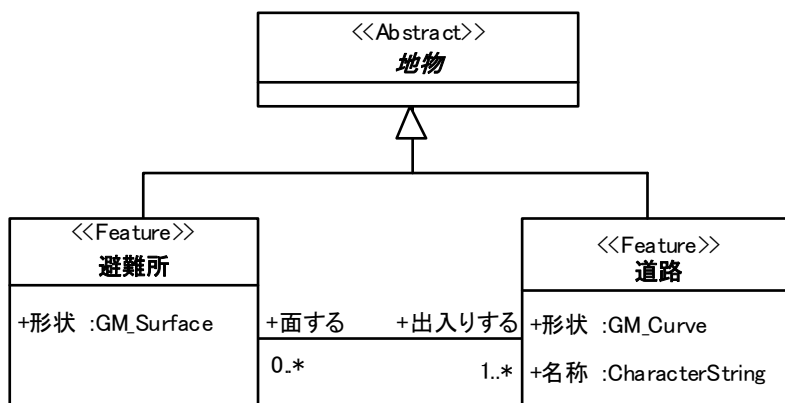 <<Abstract>>
地物
<<Feature>>
避難所
+形状 :GM_Surface
+面する
0..*
+出入りする
1..*
<<Feature>>
道路
+形状 :GM_Curve
+名称 :CharacterString